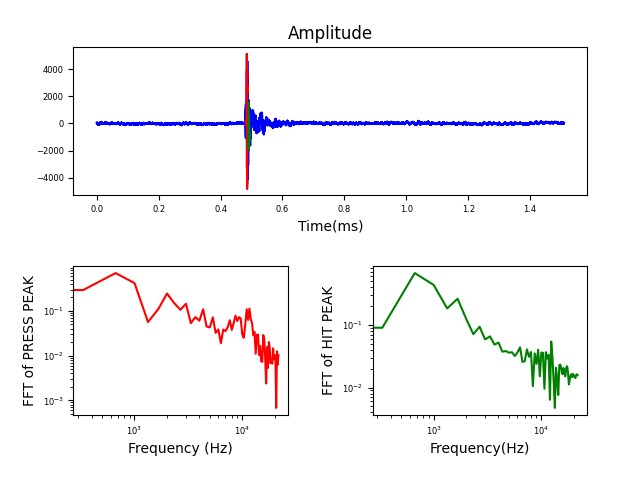 Amplitude
4000
2000
0
−2000
−4000
0.0 0.2 0.4 0.6 0.8 1.0 1.2 1.4
Time(ms)
FFT of PRESS PEAK
10⁻¹
10⁻²
10⁻³
10³ 10⁴
Frequency (Hz)
FFT of HIT PEAK
10⁻¹
10⁻²
10³ 10⁴
Frequency(Hz)